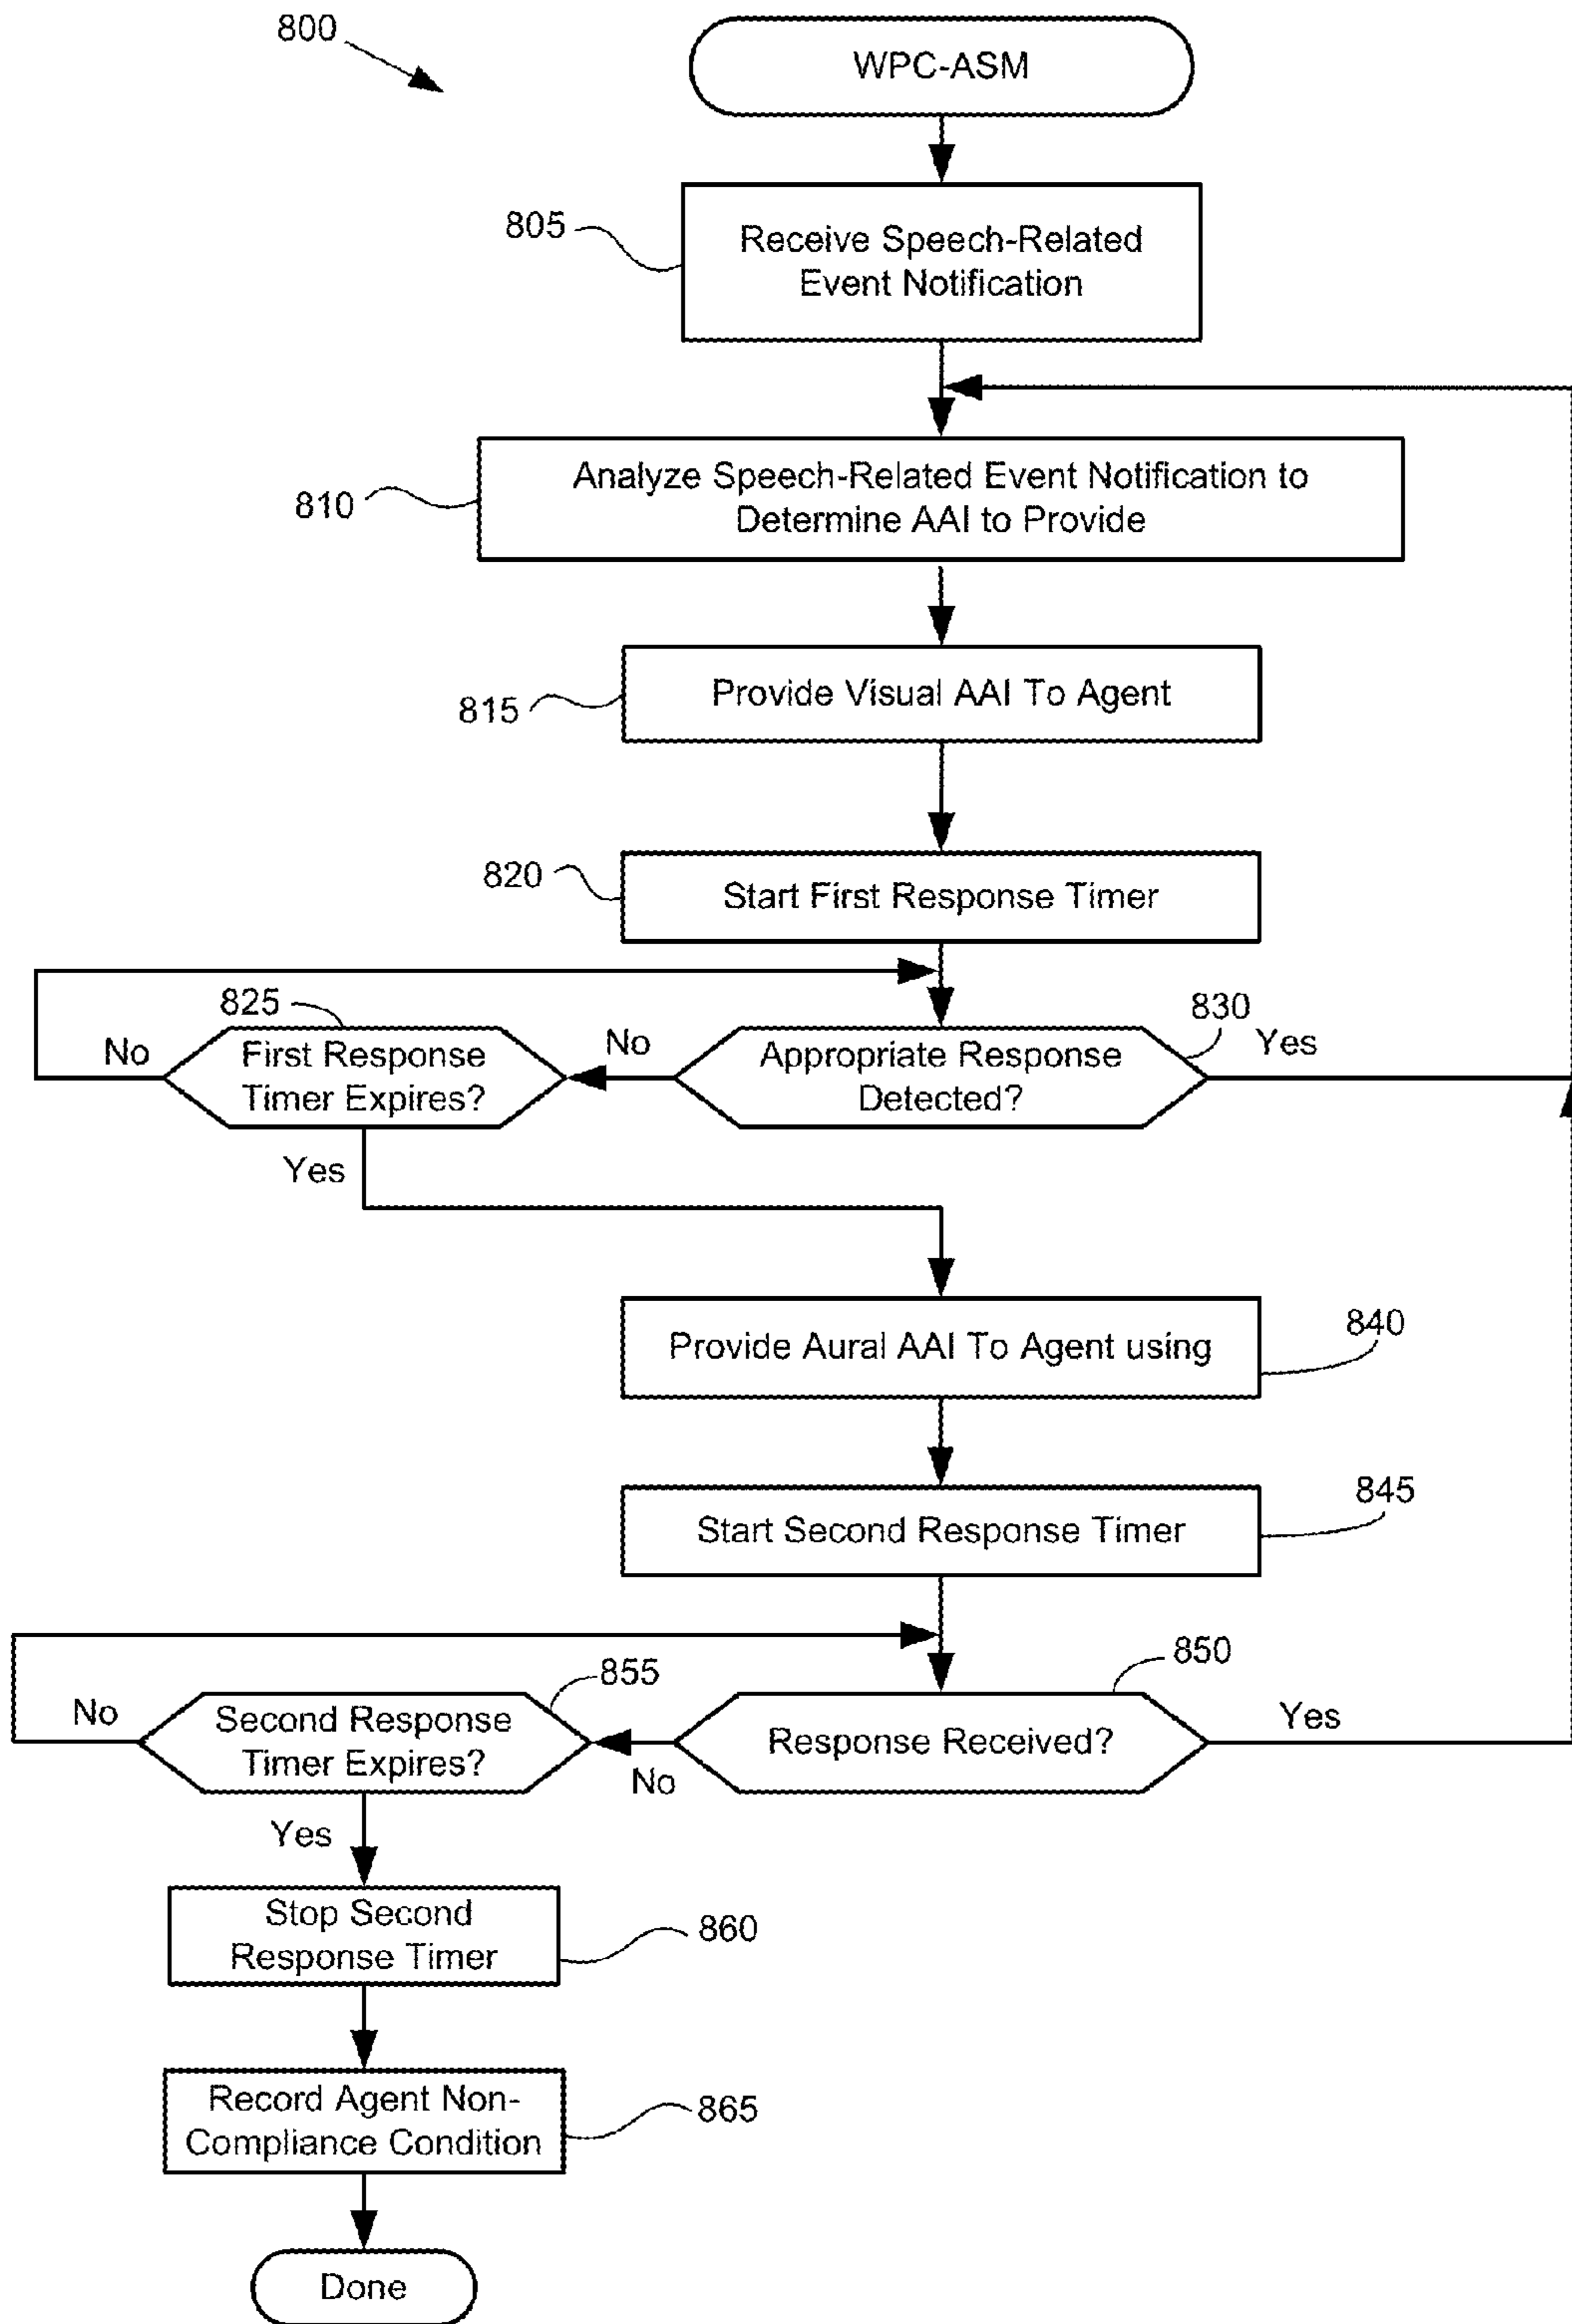 800
WPC-ASM
805
Receive Speech-Related
Event Notification
810
Analyze Speech-Related Event Notification to
Determine AAI to Provide
815
Provide Visual AAI To Agent
820
Start First Response Timer
825
No
First Response
Timer Expires?
No
Appropriate Response
Detected?
830
Yes
Yes
Provide Aural AAI To Agent using
840
Start Second Response Timer
845
No
Second Response
Timer Expires?
855
No
Response Received?
850
Yes
Yes
Stop Second
Response Timer
860
Record Agent Non-
Compliance Condition
865
Done